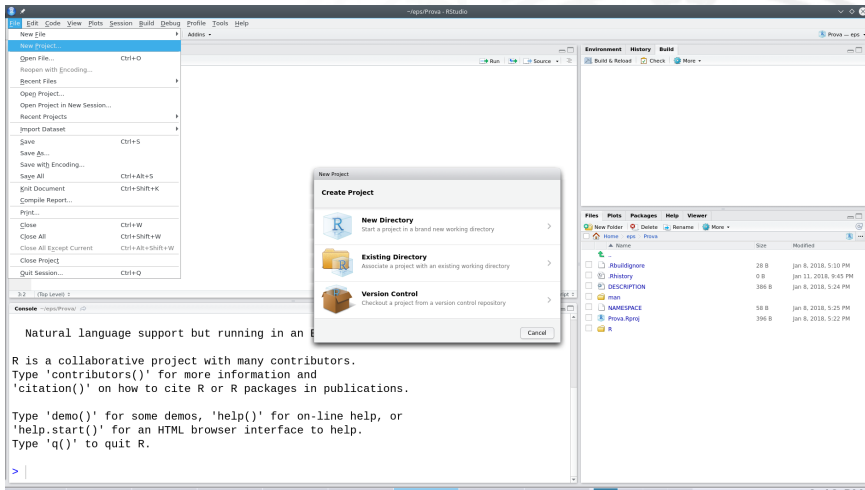 ~/eps/Prova - RStudio
File Edit Code View Plots Session Build Debug Profile Tools Help
Addins
Prova — eps
New File
New Project...
Open File... Ctrl+O
Reopen with Encoding...
Recent Files
Open Project...
Open Project in New Session...
Recent Projects
Import Dataset
Save Ctrl+S
Save As...
Save with Encoding...
Save All Ctrl+Alt+S
Knit Document Ctrl+Shift+K
Compile Report...
Print...
Close Ctrl+W
Close All Ctrl+Shift+W
Close All Except Current Ctrl+Alt+Shift+W
Close Project
Quit Session... Ctrl+Q
Run Source
3:2 (Top Level)
Console ~/eps/Prova/
Natural language support but running in an E
R is a collaborative project with many contributors.
Type 'contributors()' for more information and
'citation()' on how to cite R or R packages in publications.
Type 'demo()' for some demos, 'help()' for on-line help, or
'help.start()' for an HTML browser interface to help.
Type 'q()' to quit R.
>
New Project
Create Project
R
New Directory
Start a project in a brand new working directory
R
Existing Directory
Associate a project with an existing working directory
Version Control
Checkout a project from a version control repository
Cancel
Environment History Build
Build & Reload Check More
Files Plots Packages Help Viewer
New Folder Delete Rename More
Home eps Prova
Name Size Modified
..
.Rbuildignore 28 B Jan 8, 2018, 5:10 PM
.Rhistory 0 B Jan 11, 2018, 9:45 PM
DESCRIPTION 386 B Jan 8, 2018, 5:24 PM
man
NAMESPACE 58 B Jan 8, 2018, 5:25 PM
Prova.Rproj 396 B Jan 8, 2018, 5:22 PM
R